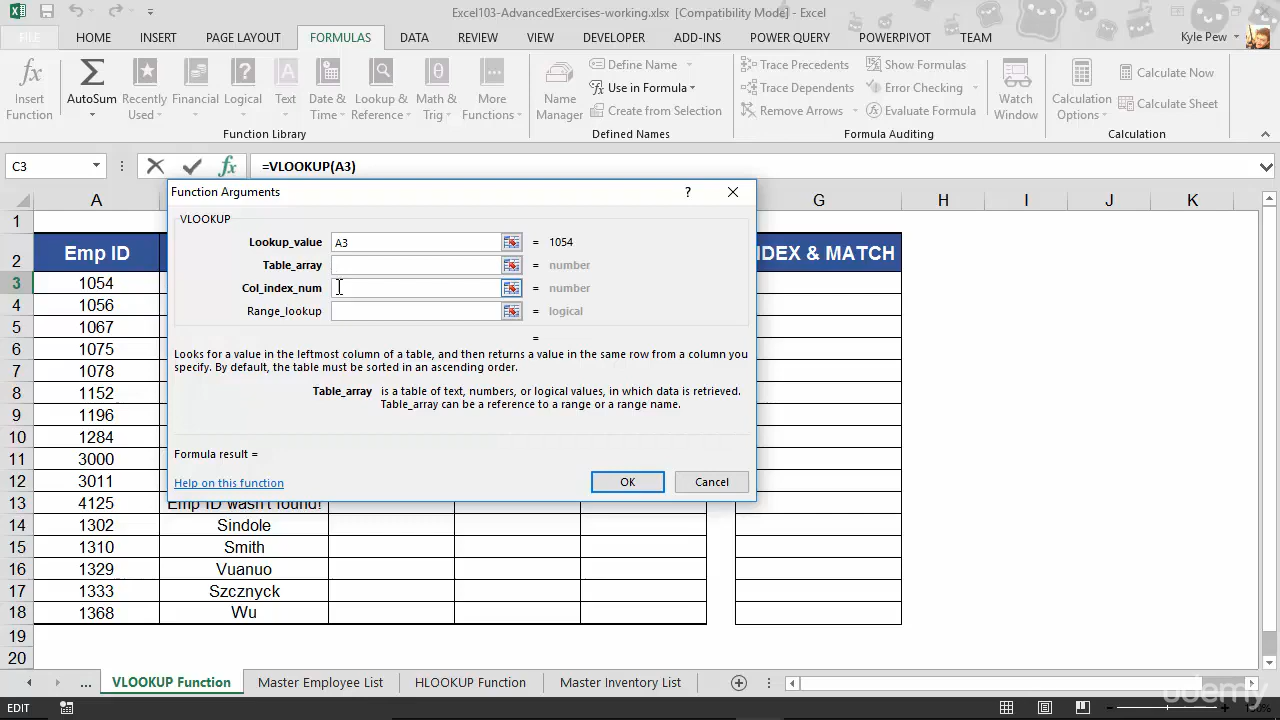 Excel103-AdvancedExercises-working.xlsx [Compatibility Mode] - Excel
FILE HOME INSERT PAGE LAYOUT FORMULAS DATA REVIEW VIEW DEVELOPER ADD-INS POWER QUERY POWERPIVOT TEAM Kyle Pew
Insert Function
AutoSum
Recently Used
Financial
Logical
Text
Date & Time
Lookup & Reference
Math & Trig
More Functions
Function Library
Name Manager
Define Name
Use in Formula
Create from Selection
Defined Names
Trace Precedents
Trace Dependents
Remove Arrows
Show Formulas
Error Checking
Evaluate Formula
Formula Auditing
Watch Window
Calculation Options
Calculate Now
Calculate Sheet
Calculation
C3 fx =VLOOKUP(A3)
A G H I J K
Function Arguments ?
VLOOKUP
Lookup_value A3 = 1054
Table_array = number
Col_index_num = number
Range_lookup = logical
=
Looks for a value in the leftmost column of a table, and then returns a value in the same row from a column you
specify. By default, the table must be sorted in an ascending order.
Table_array is a table of text, numbers, or logical values, in which data is retrieved.
Table_array can be a reference to a range or a range name.
Formula result =
Help on this function OK Cancel
1
2 Emp ID NDEX & MATCH
3 1054
4 1056
5 1067
6 1075
7 1078
8 1152
9 1196
10 1284
11 3000
12 3011
13 4125 Emp ID wasn't found!
14 1302 Sindole
15 1310 Smith
16 1329 Vuanuo
17 1333 Szcznyck
18 1368 Wu
19
20
... VLOOKUP Function Master Employee List HLOOKUP Function Master Inventory List
EDIT
udemy